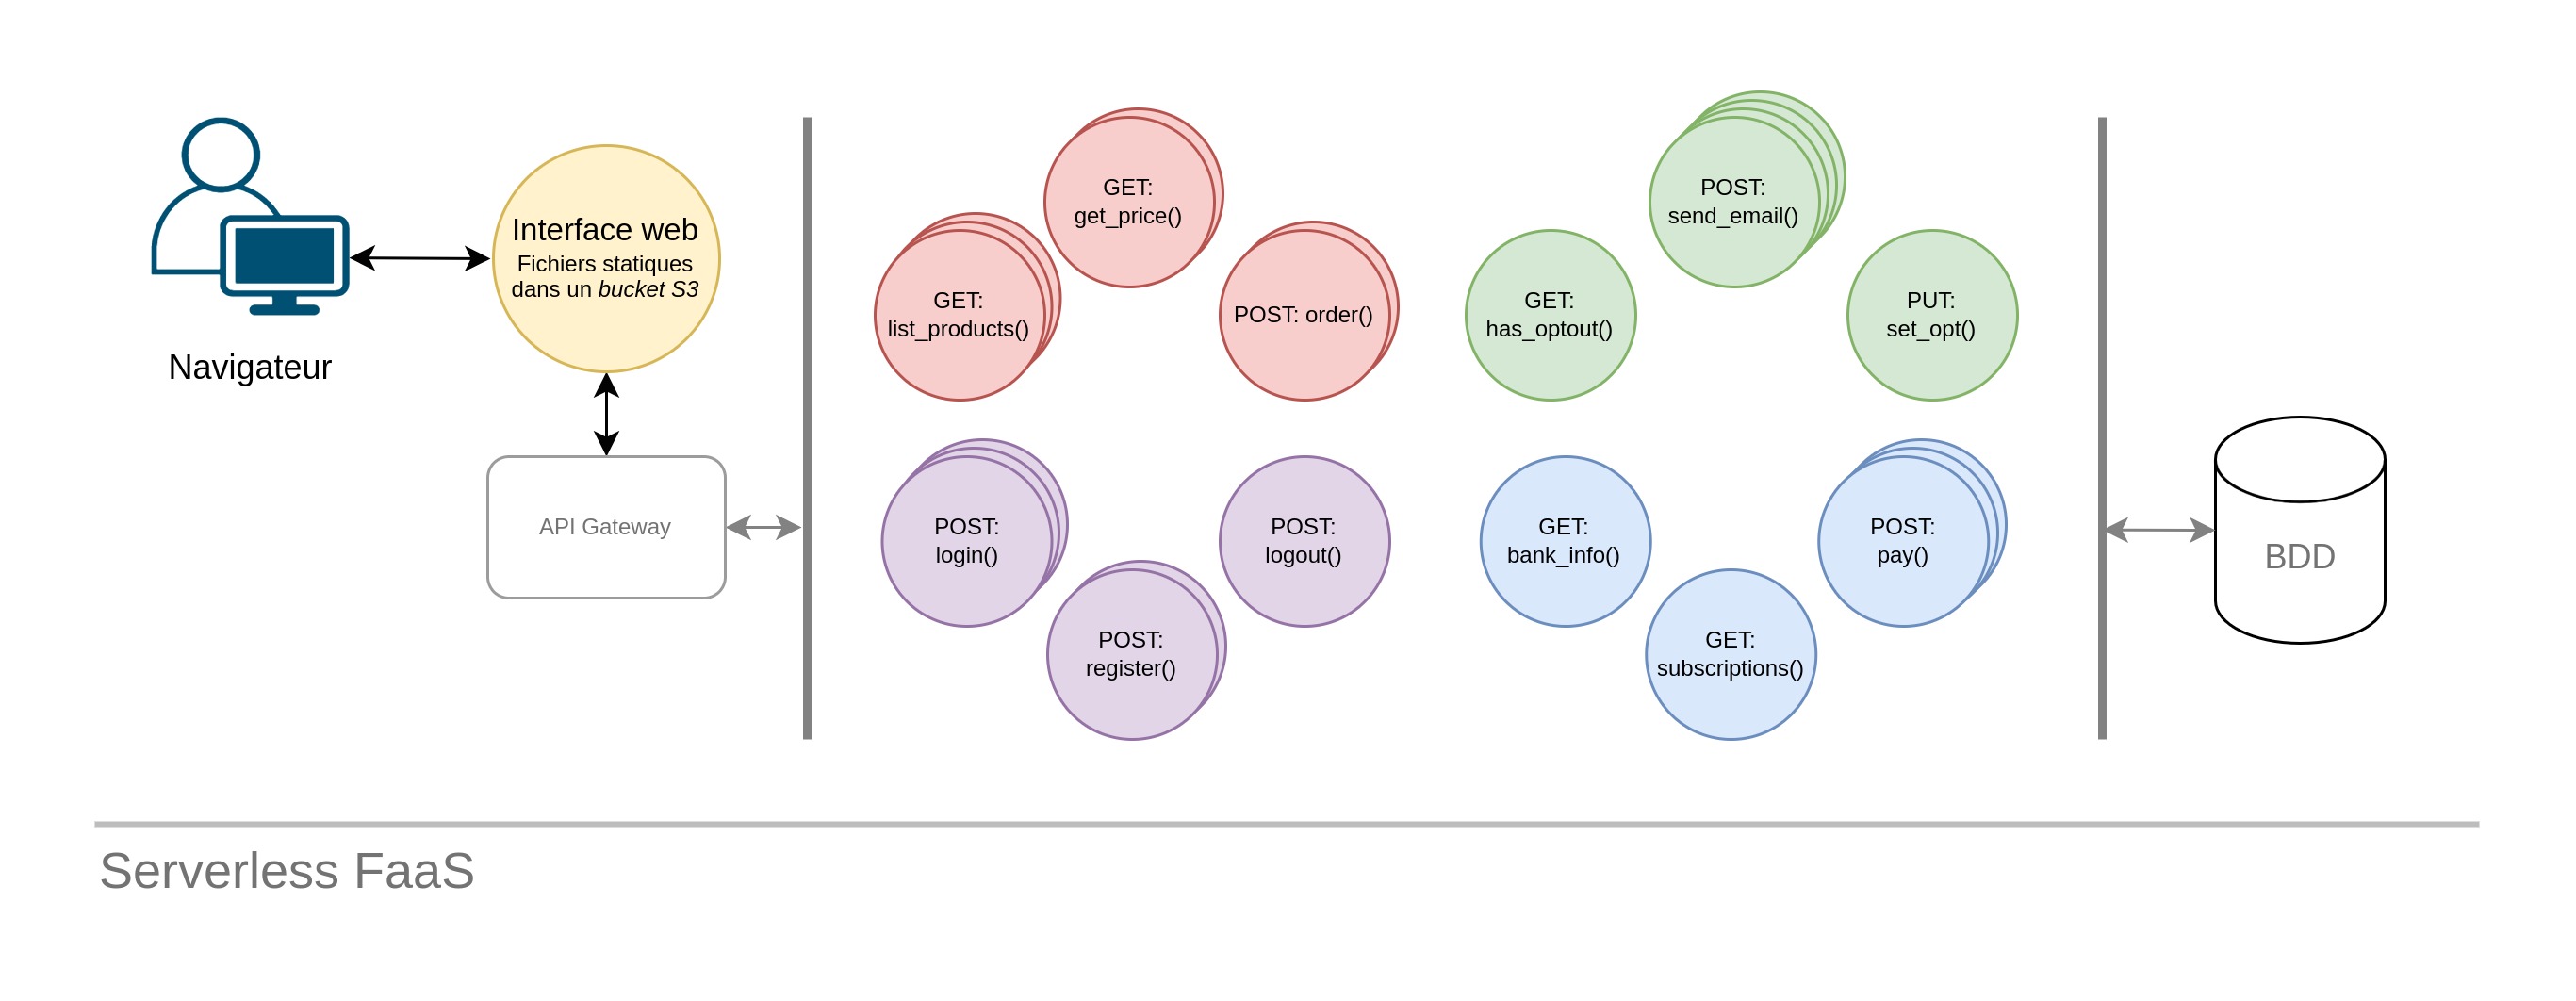 Navigateur
Interface web
Fichiers statiques
dans un bucket S3
API Gateway
GET:
get_price()
GET:
list_products()
POST: order()
POST:
send_email()
GET:
has_optout()
PUT:
set_opt()
POST:
login()
POST:
logout()
POST:
register()
GET:
bank_info()
POST:
pay()
GET:
subscriptions()
BDD
Serverless FaaS